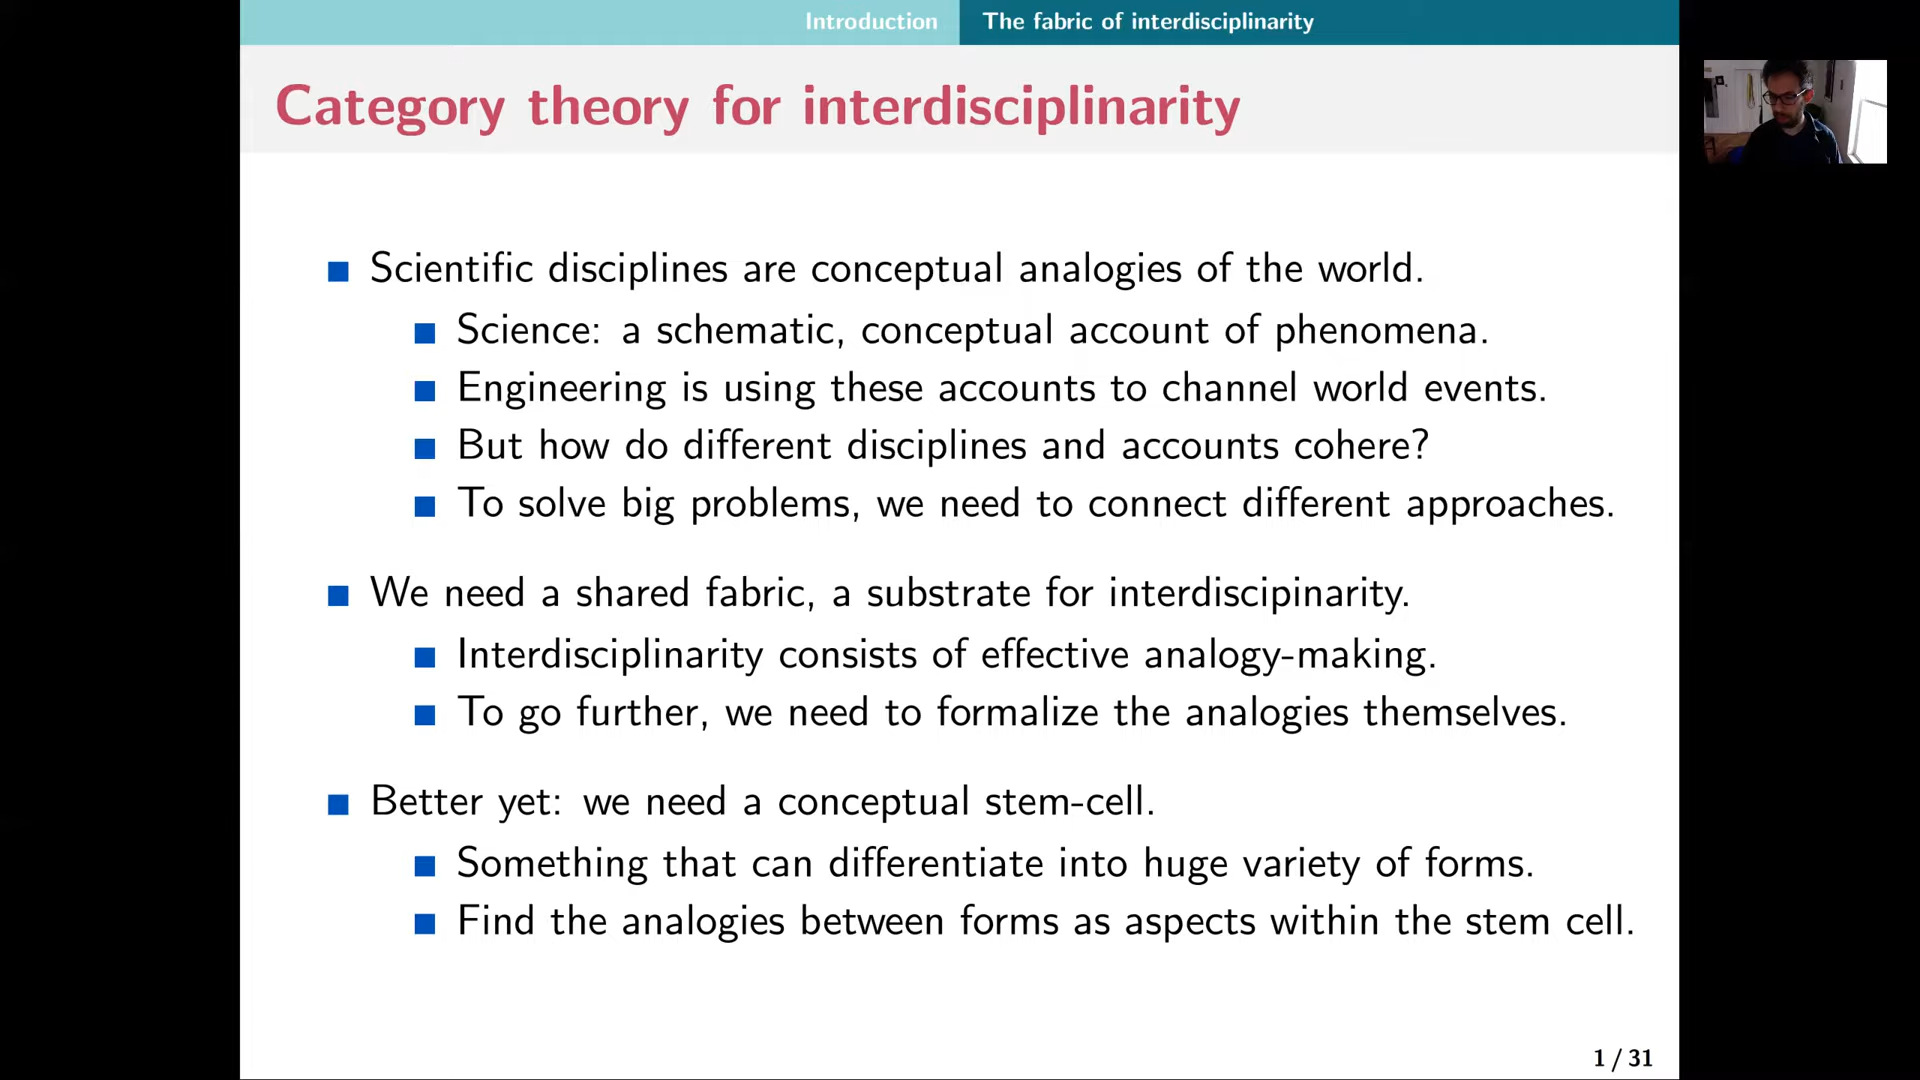 Introduction
The fabric of interdisciplinarity
Category theory for interdisciplinarity
Scientific disciplines are conceptual analogies of the world.
Science: a schematic, conceptual account of phenomena.
Engineering is using these accounts to channel world events.
But how do different disciplines and accounts cohere?
To solve big problems, we need to connect different approaches.
We need a shared fabric, a substrate for interdiscipinarity.
Interdisciplinarity consists of effective analogy-making.
To go further, we need to formalize the analogies themselves.
Better yet: we need a conceptual stem-cell.
Something that can differentiate into huge variety of forms.
Find the analogies between forms as aspects within the stem cell.
1 / 31